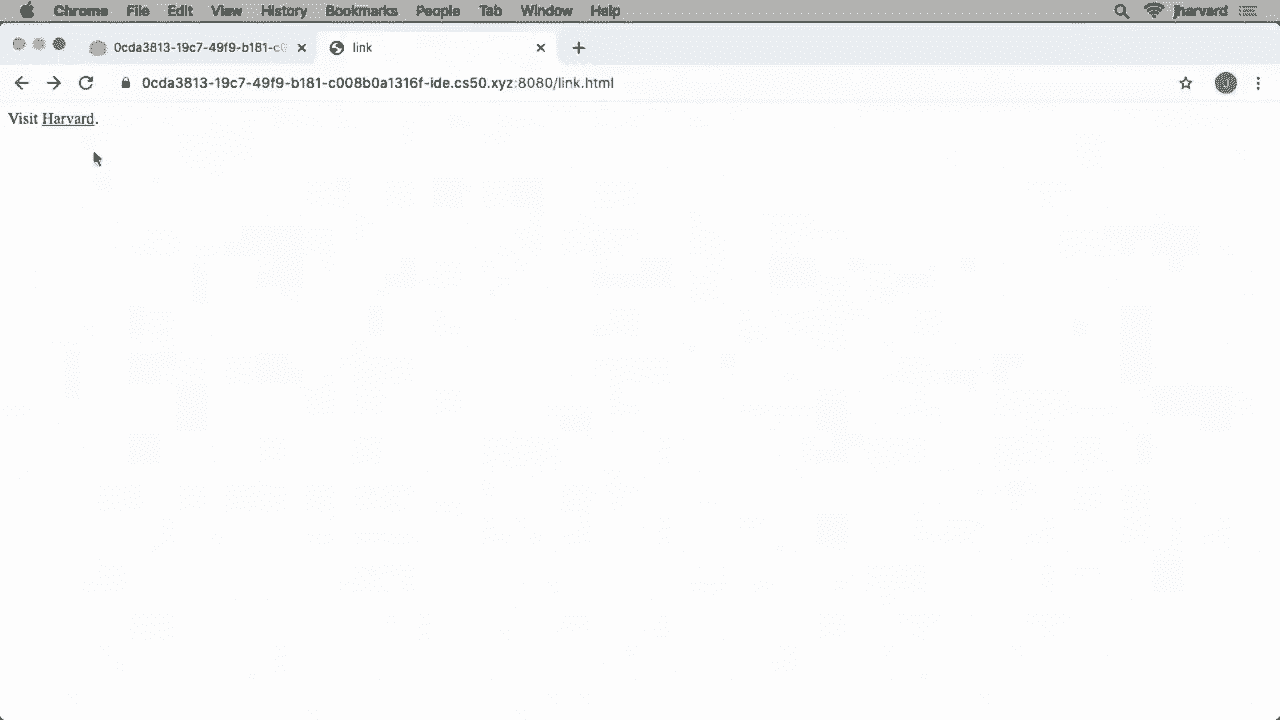 Chrome File Edit View History Bookmarks People Tab Window Help jharvard
0cda3813-19c7-49f9-b181-c0 link
0cda3813-19c7-49f9-b181-c008b0a1316f-ide.cs50.xyz:8080/link.html
Visit Harvard.